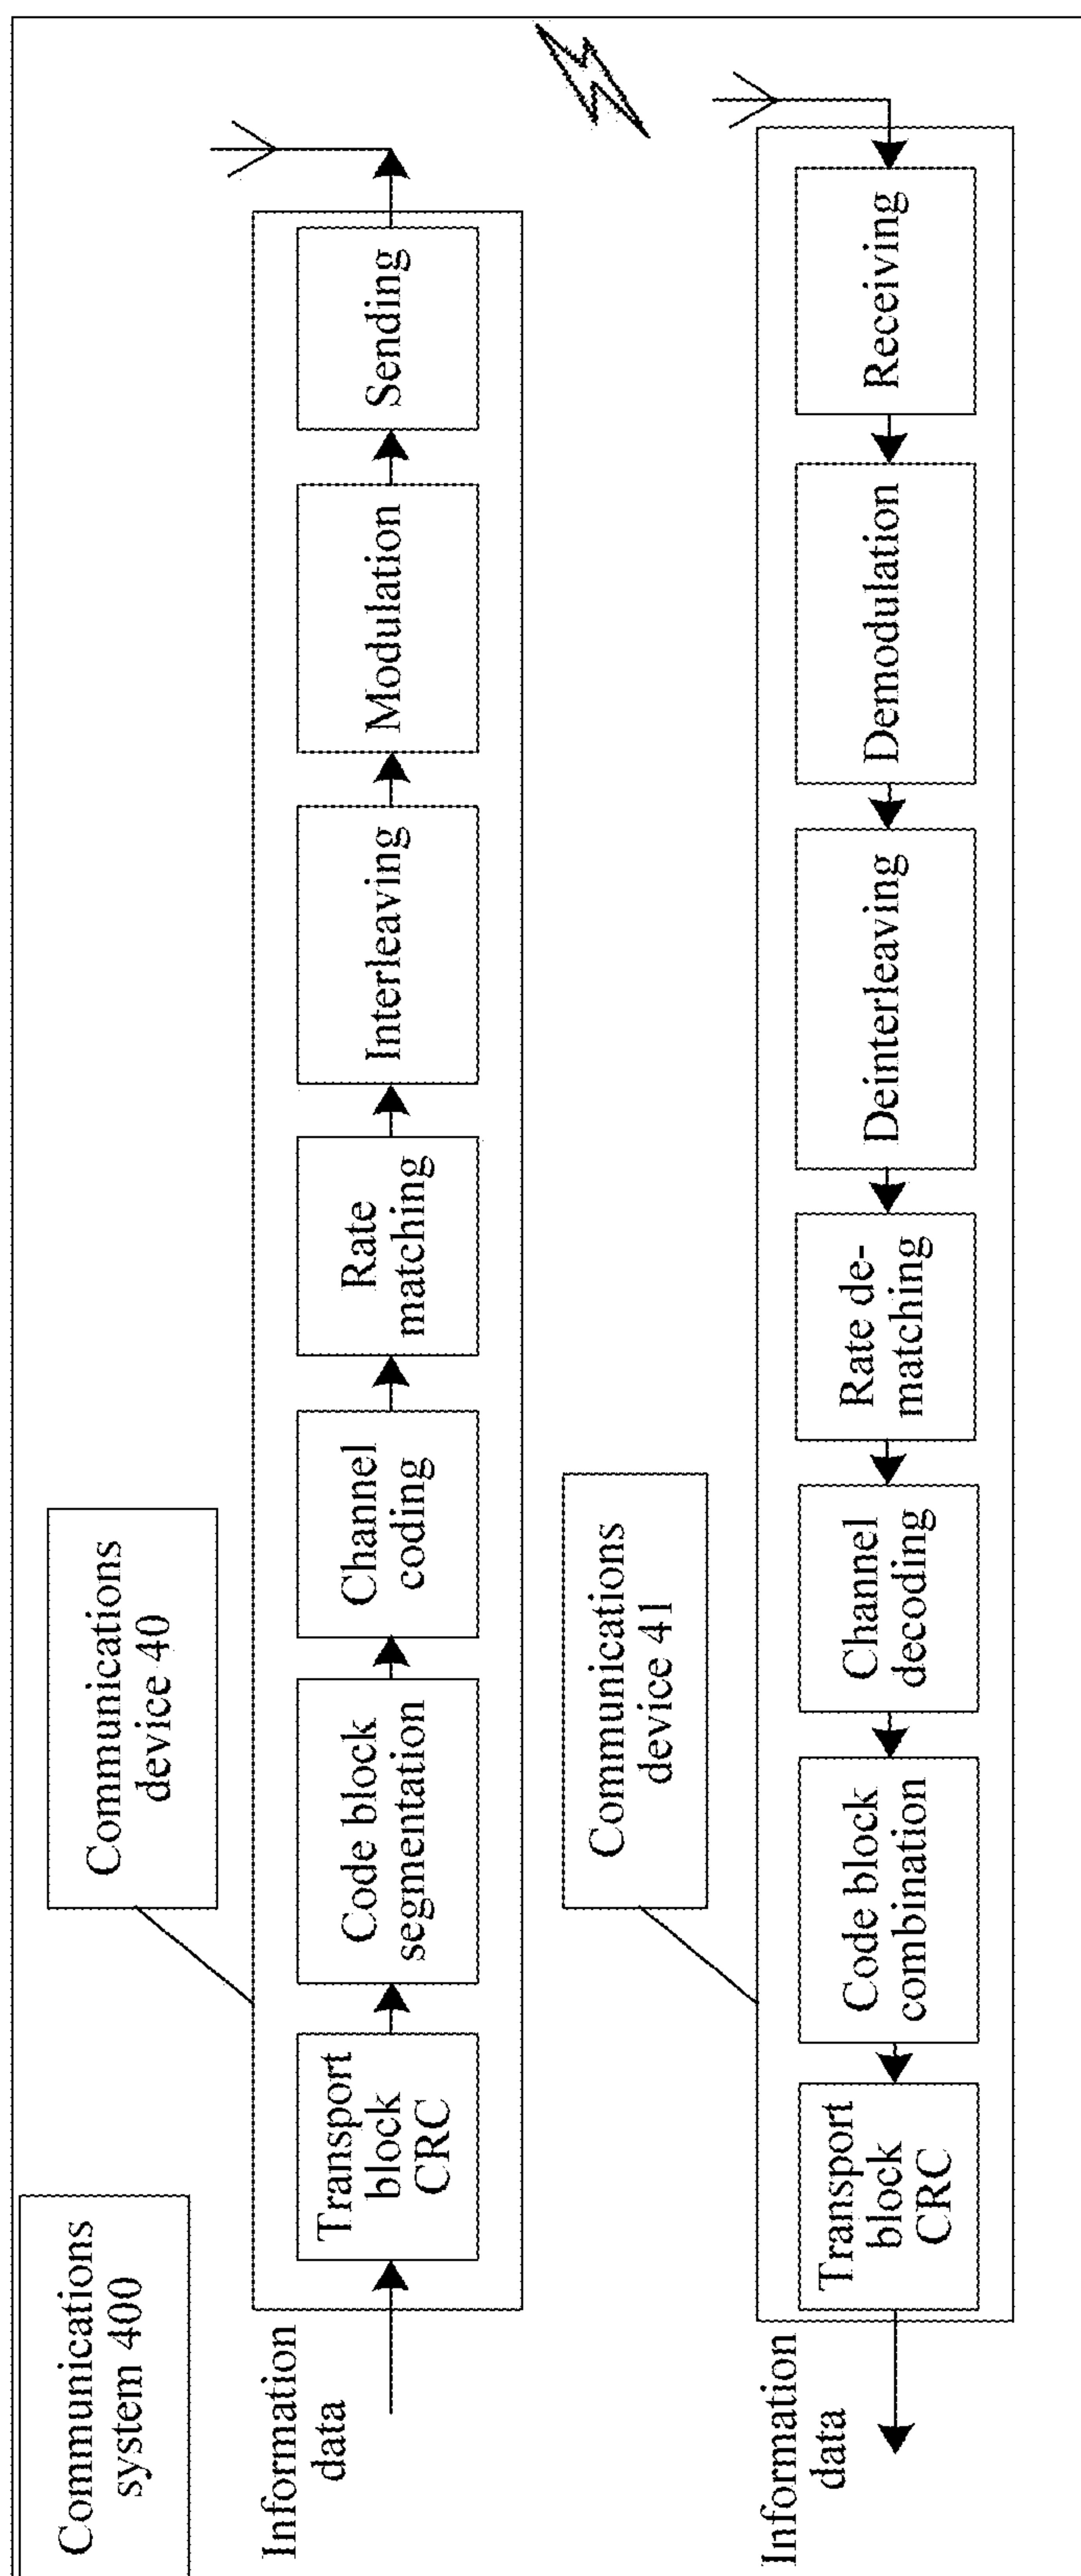 Communications
system 400
Communications
device 40
Information
data
Transport
block
CRC
Code block
segmentation
Channel
coding
Rate
matching
Interleaving
Modulation
Sending
Communications
device 41
Information
data
Transport
block
CRC
Code block
combination
Channel
decoding
Rate de-
matching
Deinterleaving
Demodulation
Receiving